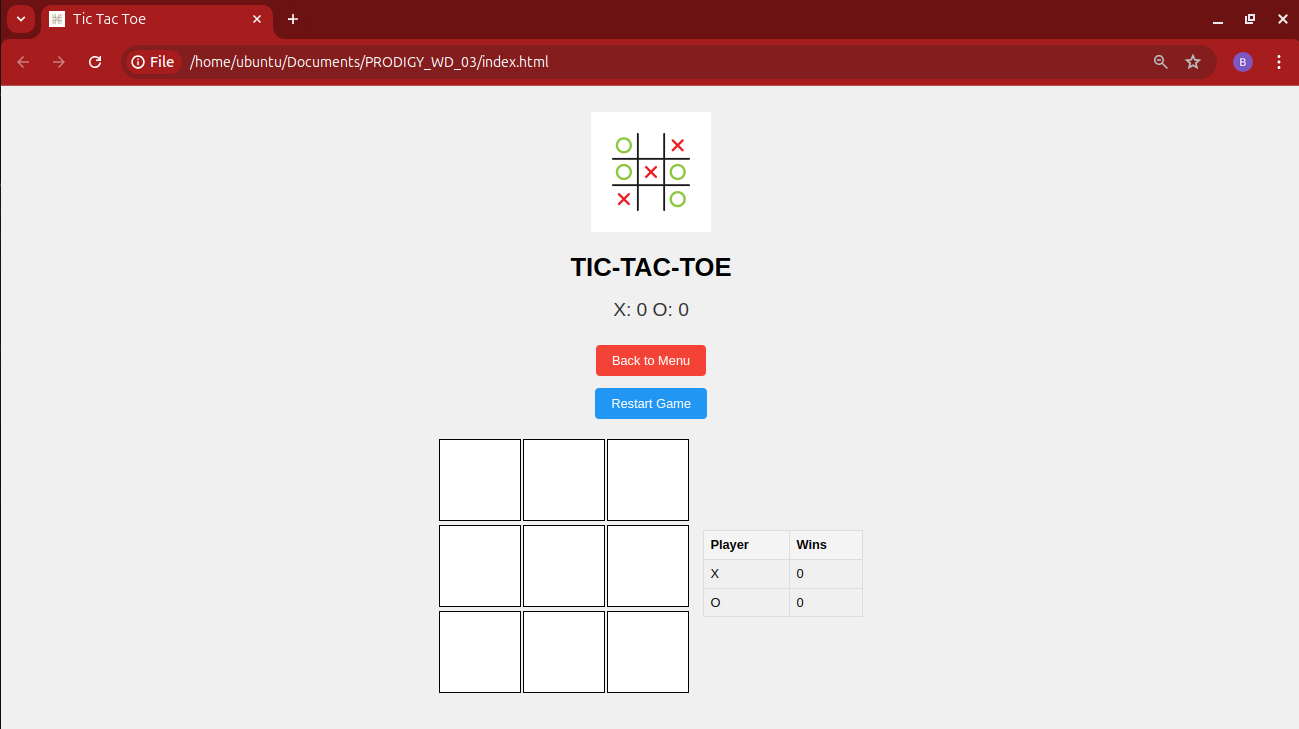 Tic Tac Toe
File /home/ubuntu/Documents/PRODIGY_WD_03/index.html
B
TIC-TAC-TOE
X: 0 O: 0
Back to Menu
Restart Game
Player Wins
X 0
O 0